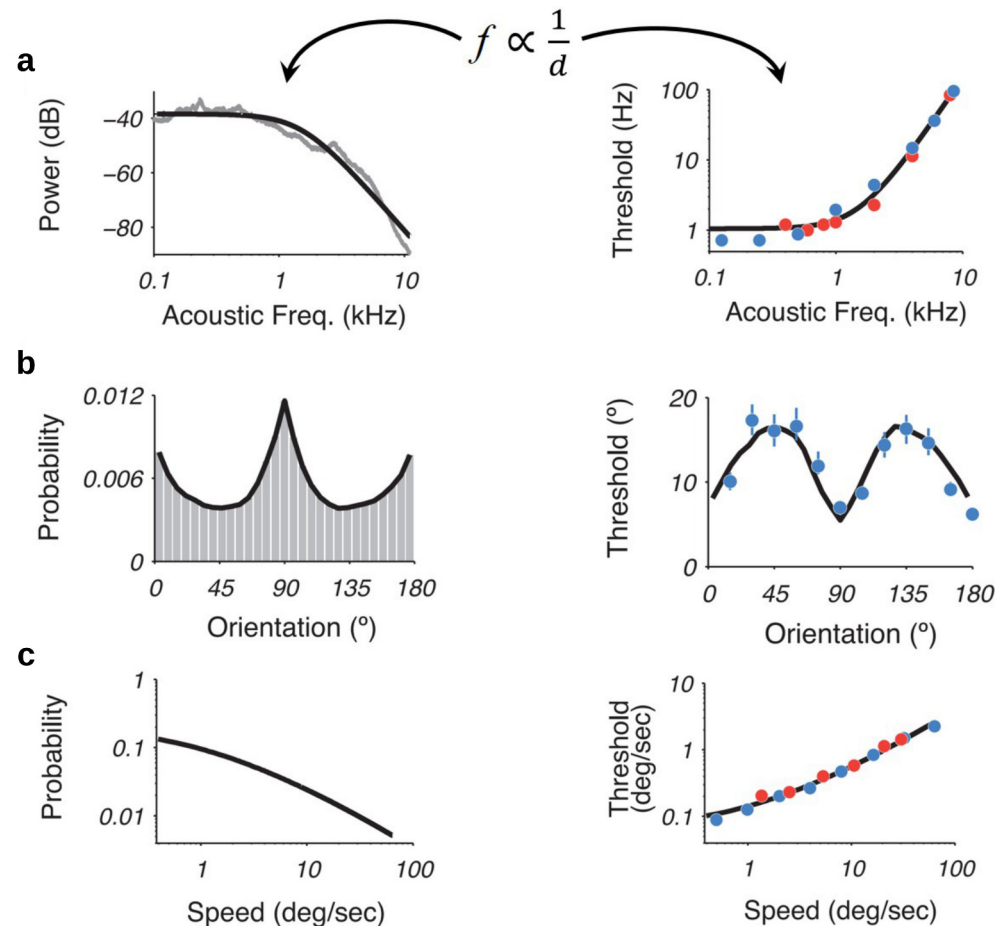 f ∝ 1/d
a
Power (dB)
−40
−60
−80
0.1 1 10
Acoustic Freq. (kHz)
Threshold (Hz)
100
10
1
0.1 1 10
Acoustic Freq. (kHz)
b
Probability
0.012
0.006
0
0 45 90 135 180
Orientation (º)
Threshold (º)
20
10
0
0 45 90 135 180
Orientation (º)
c
Probability
1
0.1
0.01
1 10 100
Speed (deg/sec)
Threshold
(deg/sec)
10
1
0.1
1 10 100
Speed (deg/sec)